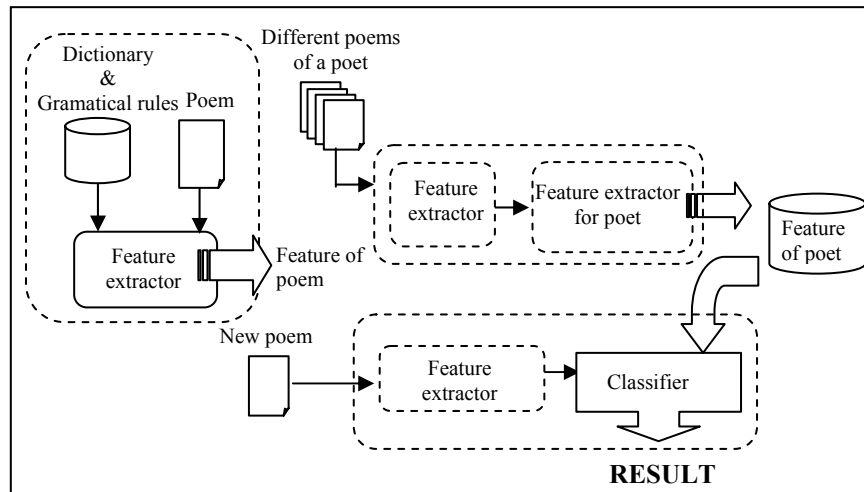 Dictionary
&
Gramatical rules
Poem
Feature
extractor
Feature of
poem
Different poems
of a poet
Feature
extractor
Feature extractor
for poet
Feature
of poet
New poem
Feature
extractor
Classifier
RESULT